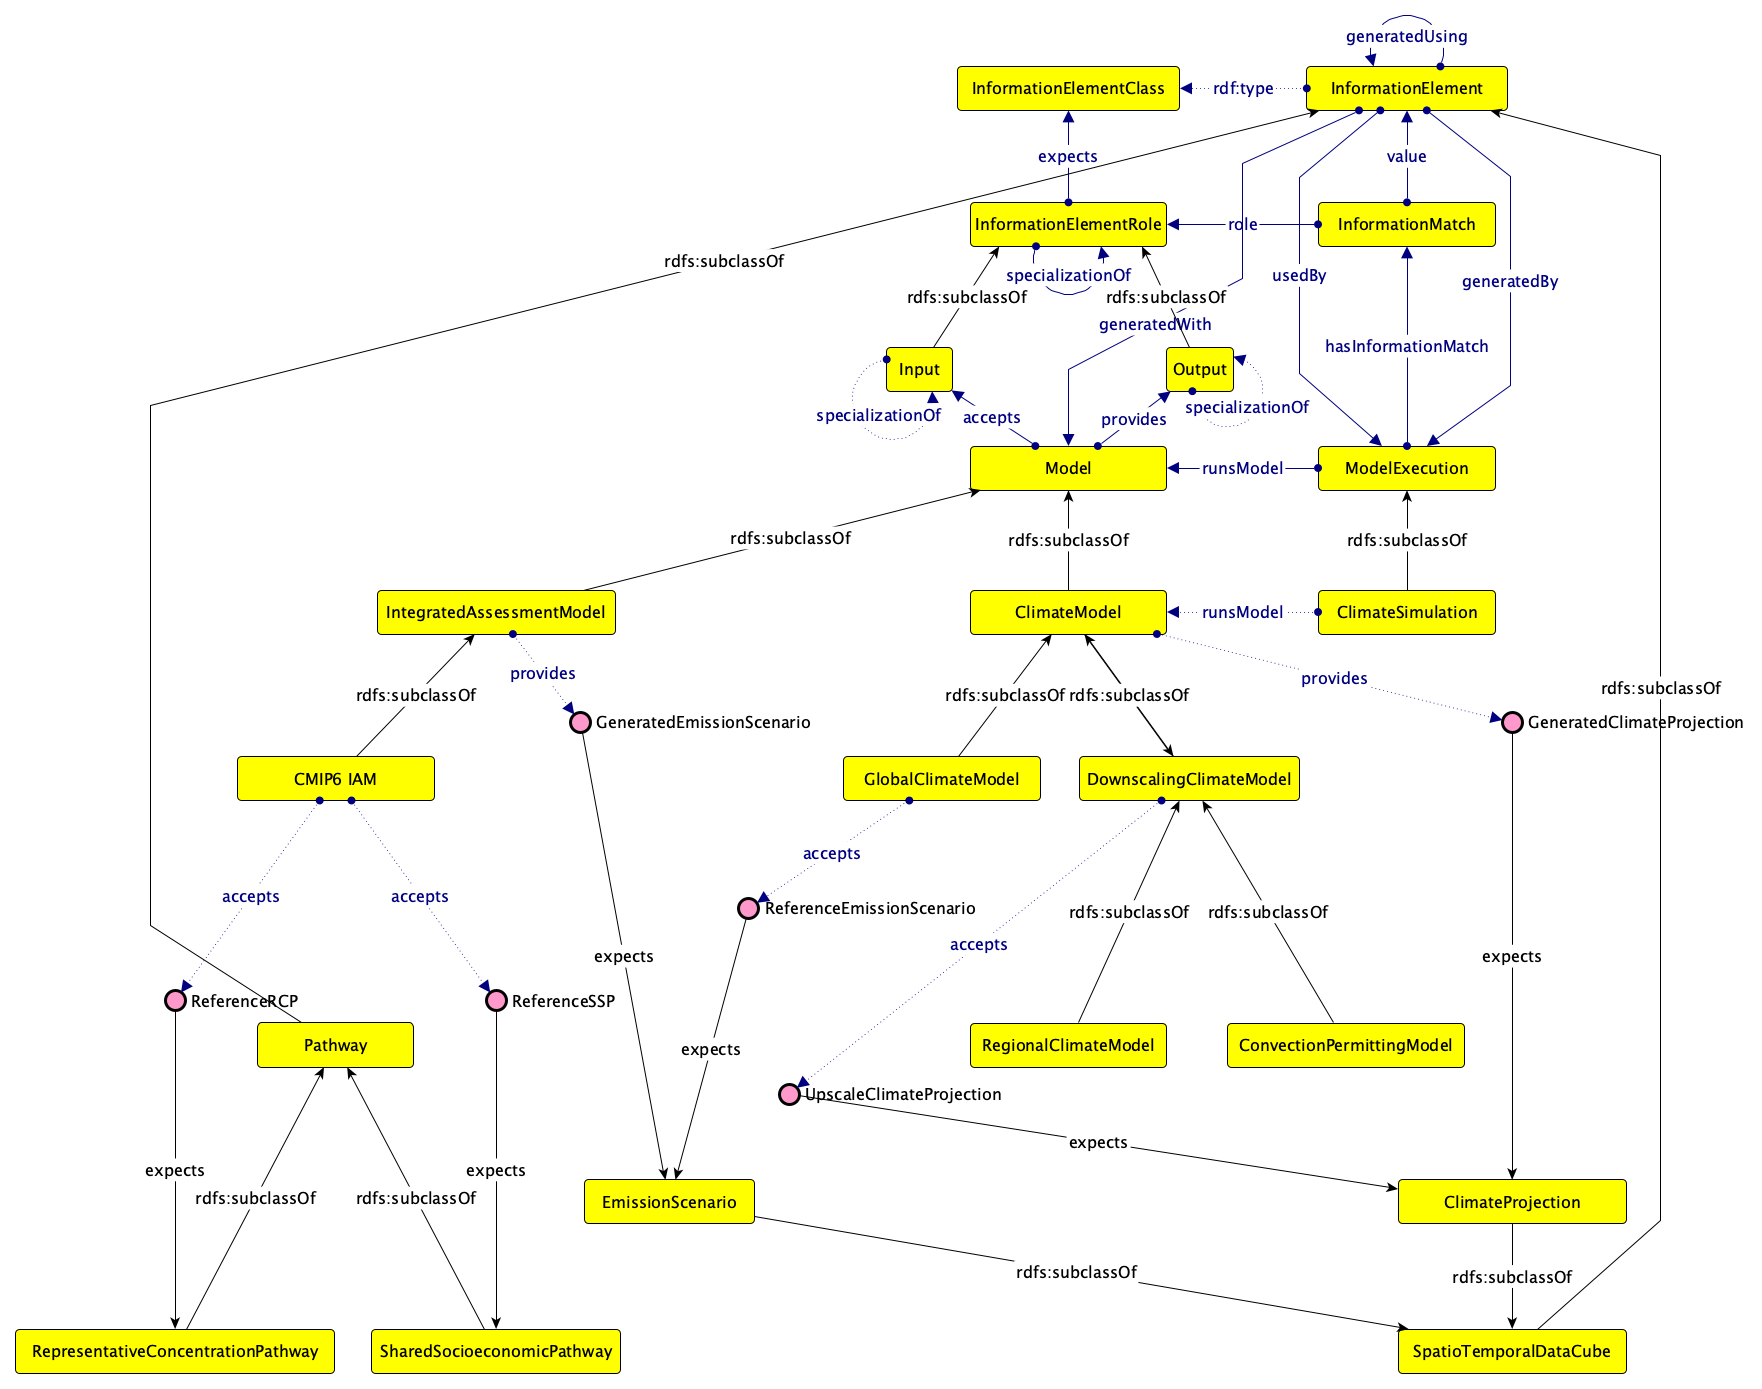 generatedUsing
InformationElementClass
rdf:type
InformationElement
expects
value
InformationElementRole
role
InformationMatch
rdfs:subclassOf
specializationOf
usedBy
generatedBy
rdfs:subclassOf
rdfs:subclassOf
generatedWith
hasInformationMatch
Input
Output
specializationOf
accepts
provides
specializationOf
Model
runsModel
ModelExecution
rdfs:subclassOf
rdfs:subclassOf
rdfs:subclassOf
IntegratedAssessmentModel
ClimateModel
runsModel
ClimateSimulation
provides
provides
rdfs:subclassOf
rdfs:subclassOf
rdfs:subclassOf
rdfs:subclassOf
GeneratedEmissionScenario
GeneratedClimateProjection
CMIP6 IAM
GlobalClimateModel
DownscalingClimateModel
accepts
accepts
accepts
ReferenceEmissionScenario
rdfs:subclassOf
rdfs:subclassOf
accepts
expects
expects
ReferenceRCP
ReferenceSSP
Pathway
expects
RegionalClimateModel
ConvectionPermittingModel
UpscaleClimateProjection
expects
expects
expects
rdfs:subclassOf
rdfs:subclassOf
EmissionScenario
ClimateProjection
rdfs:subclassOf
rdfs:subclassOf
RepresentativeConcentrationPathway
SharedSocioeconomicPathway
SpatioTemporalDataCube